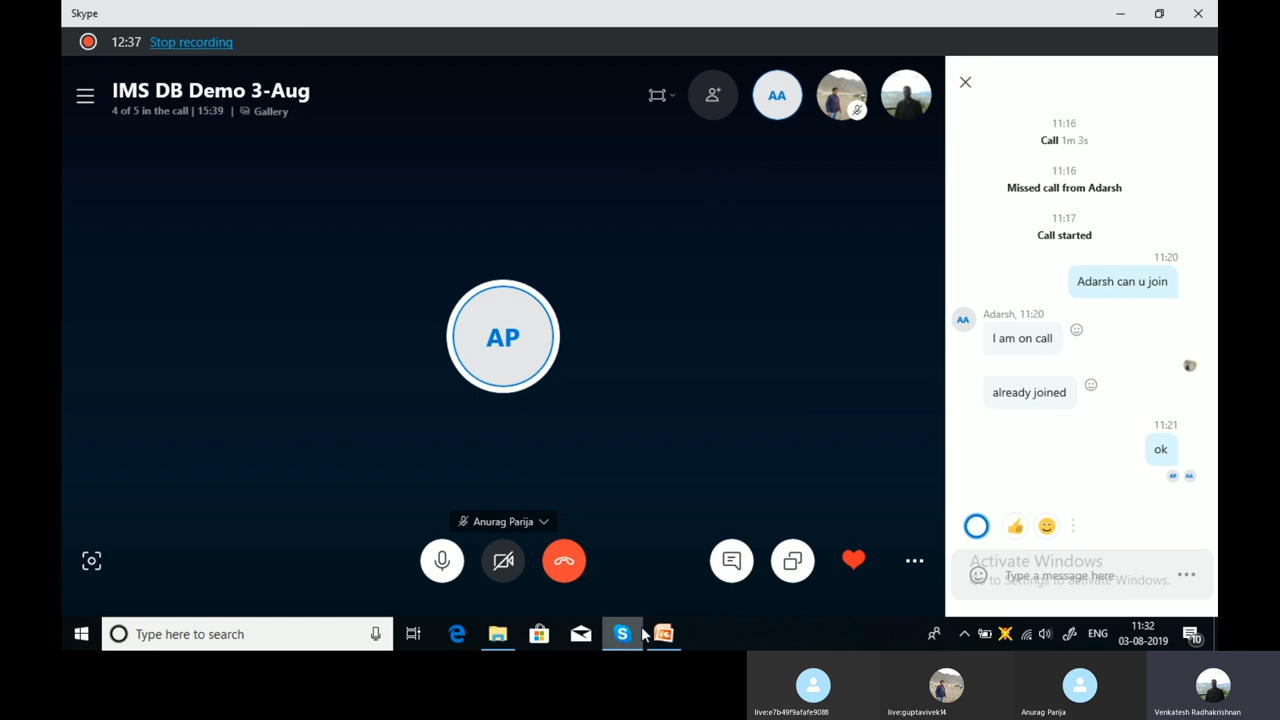 Skype
12:37 Stop recording
IMS DB Demo 3-Aug
4 of 5 in the call | 15:39 | Gallery
AA
AP
Anurag Parija
11:16
Call 1m 3s
11:16
Missed call from Adarsh
11:17
Call started
11:20
Adarsh can u join
AA
Adarsh, 11:20
I am on call
already joined
11:21
ok
AP AA
Activate Windows
Go to Settings to activate Windows.
Type a message here
Type here to search
ENG
11:32
03-08-2019
10
live:e7b49f9afafe9088
live:guptavivek14
Anurag Parija
Venkatesh Radhakrishnan